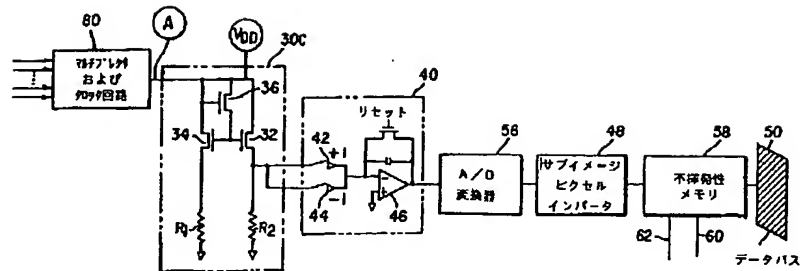 80
A
VDD
30C
マルチプレクサ
および
クロック回路
36
34
32
R1
R2
40
リセット
42
+1
44
-1
-
+
46
56
A/D
変換器
48
サブイメージ
ピクセル
インバータ
58
不揮発性
メモリ
62
60
50
データバス